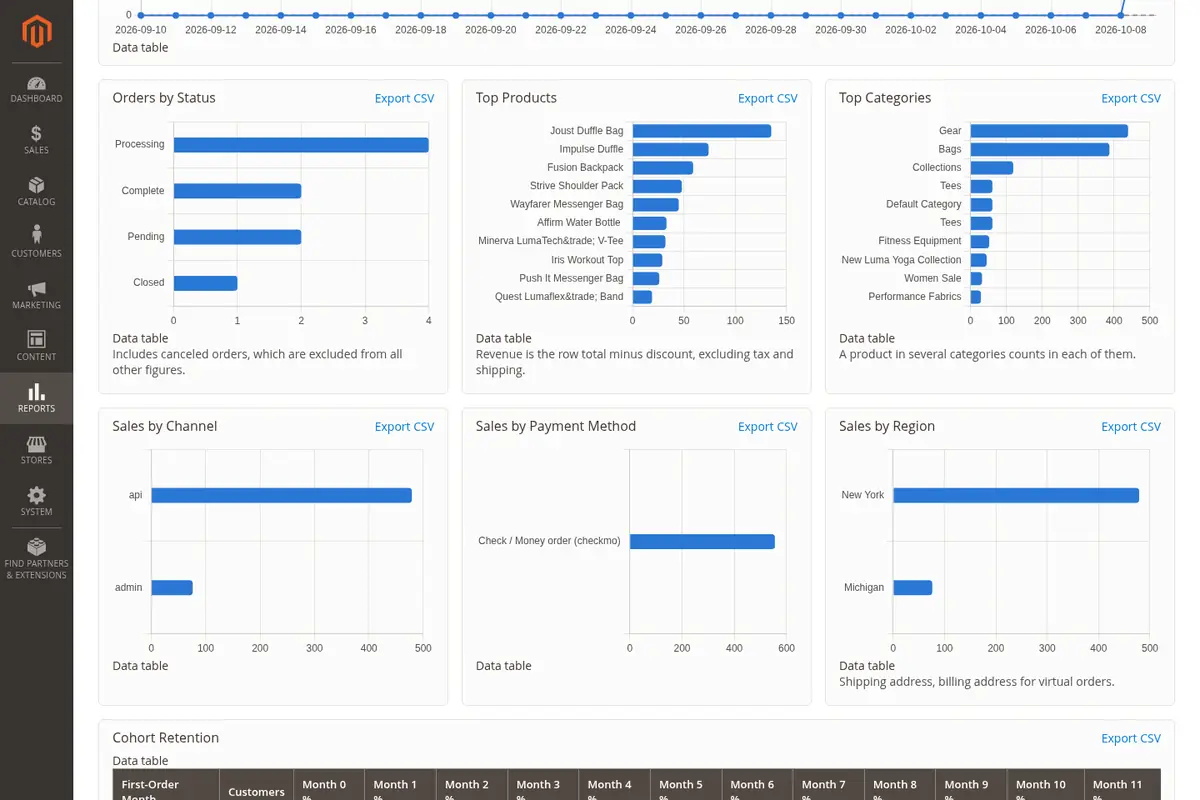 0
2026-09-10 2026-09-12 2026-09-14 2026-09-16 2026-09-18 2026-09-20 2026-09-22 2026-09-24 2026-09-26 2026-09-28 2026-09-30 2026-10-02 2026-10-04 2026-10-06 2026-10-08
Data table
DASHBOARD
SALES
CATALOG
CUSTOMERS
MARKETING
CONTENT
REPORTS
STORES
SYSTEM
FIND PARTNERS
& EXTENSIONS
Orders by Status
Export CSV
Processing
Complete
Pending
Closed
0 1 2 3 4
Data table
Includes canceled orders, which are excluded from all
other figures.
Top Products
Export CSV
Joust Duffle Bag
Impulse Duffle
Fusion Backpack
Strive Shoulder Pack
Wayfarer Messenger Bag
Affirm Water Bottle
Minerva LumaTech&trade; V-Tee
Iris Workout Top
Push It Messenger Bag
Quest Lumaflex&trade; Band
0 50 100 150
Data table
Revenue is the row total minus discount, excluding tax and
shipping.
Top Categories
Export CSV
Gear
Bags
Collections
Tees
Default Category
Tees
Fitness Equipment
New Luma Yoga Collection
Women Sale
Performance Fabrics
0 100 200 300 400 500
Data table
A product in several categories counts in each of them.
Sales by Channel
Export CSV
api
admin
0 100 200 300 400 500
Data table
Sales by Payment Method
Export CSV
Check / Money order (checkmo)
0 200 400 600
Data table
Sales by Region
Export CSV
New York
Michigan
0 100 200 300 400 500
Data table
Shipping address, billing address for virtual orders.
Cohort Retention
Export CSV
Data table
First-Order Customers Month 0 Month 1 Month 2 Month 3 Month 4 Month 5 Month 6 Month 7 Month 8 Month 9 Month 10 Month 11
Month % % % % % % % % % % % %